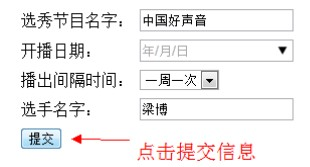 选秀节目名字： 中国好声音
开播日期： 年/月/日
播出间隔时间： 一周一次
选手名字： 梁博
提交 点击提交信息